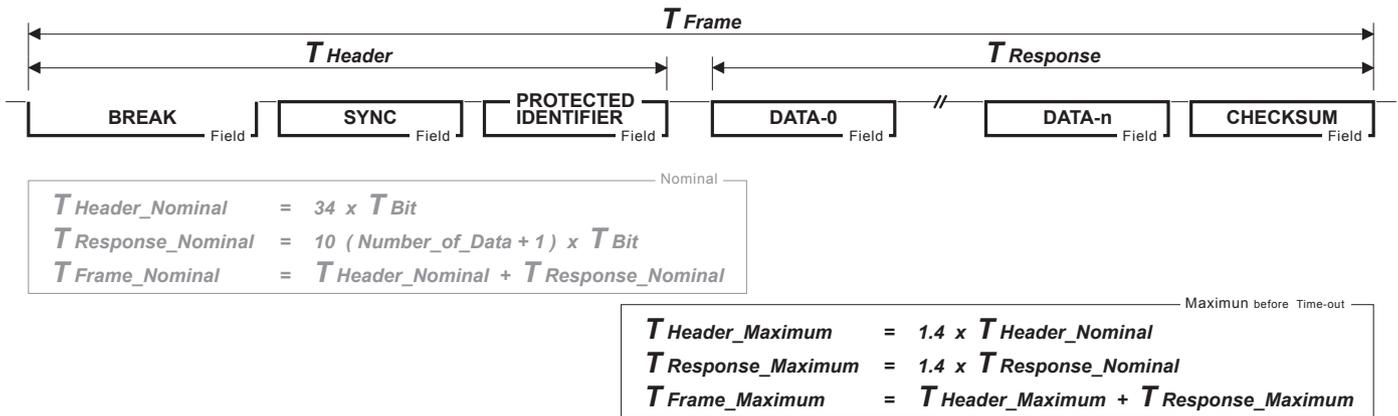 T Frame
T Header
T Response
BREAK
Field
SYNC
Field
PROTECTED
IDENTIFIER
Field
DATA-0
Field
DATA-n
Field
CHECKSUM
Field
Nominal
T Header_Nominal = 34 x T Bit
T Response_Nominal = 10 ( Number_of_Data + 1 ) x T Bit
T Frame_Nominal = T Header_Nominal + T Response_Nominal
Maximun before Time-out
T Header_Maximum = 1.4 x T Header_Nominal
T Response_Maximum = 1.4 x T Response_Nominal
T Frame_Maximum = T Header_Maximum + T Response_Maximum